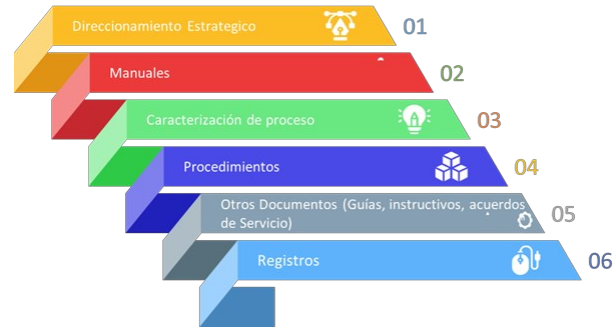 Direccionamiento Estrategico 01
Manuales 02
Caracterización de proceso 03
Procedimientos 04
Otros Documentos (Guías, instructivos, acuerdos
de Servicio) 05
Registros 06